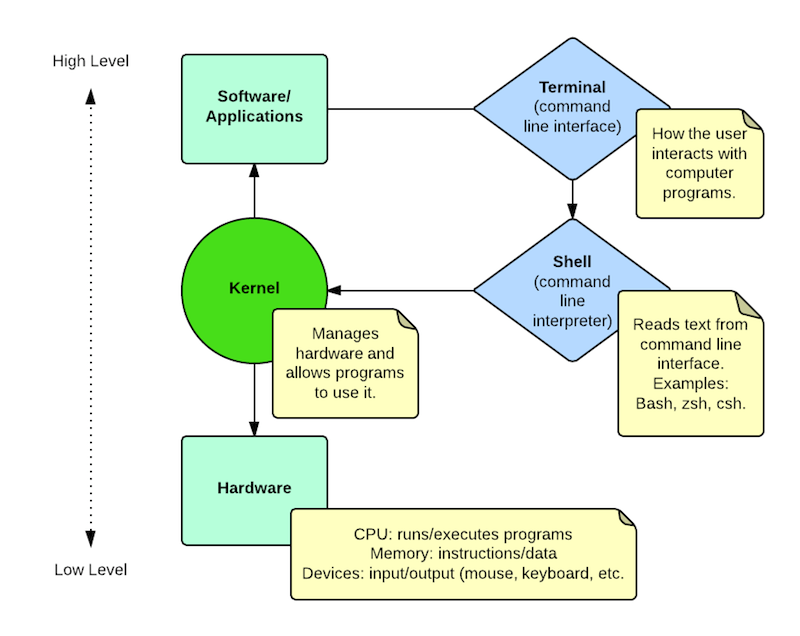 High Level
Software/
Applications
Terminal
(command
line interface)
How the user
interacts with
computer
programs.
Kernel
Manages
hardware and
allows programs
to use it.
Shell
(command
line
interpreter)
Reads text from
command line
interface.
Examples:
Bash, zsh, csh.
Hardware
CPU: runs/executes programs
Memory: instructions/data
Devices: input/output (mouse, keyboard, etc.
Low Level